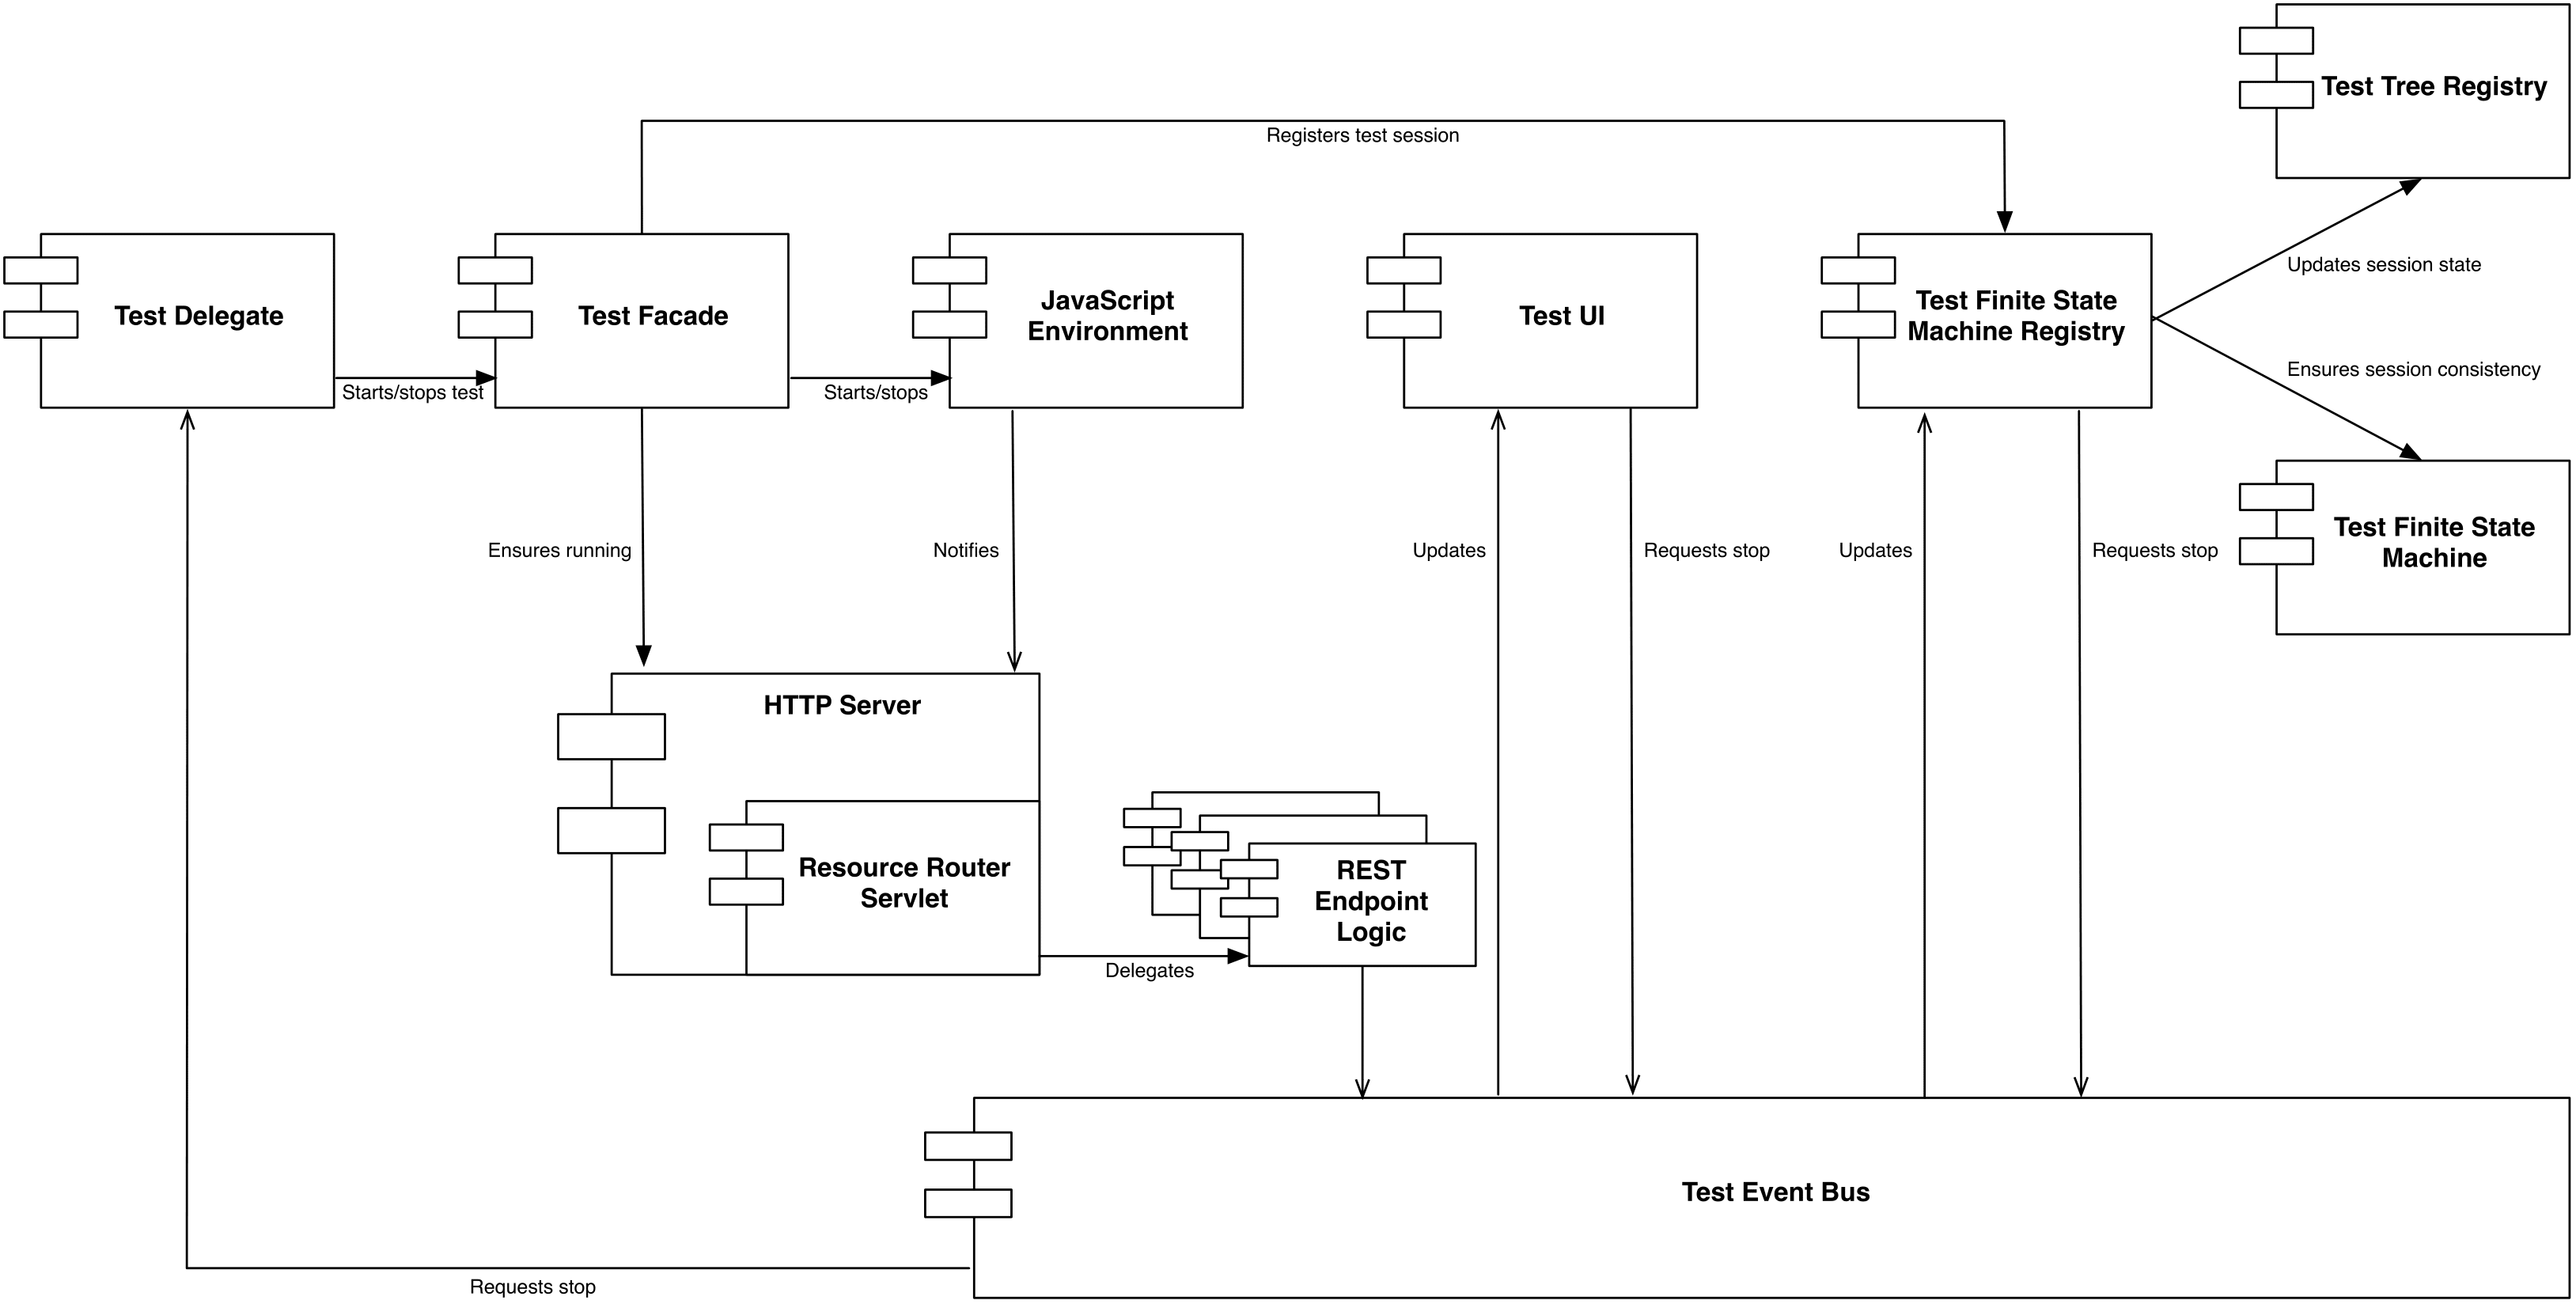 Test Tree Registry
Registers test session
Updates session state
Test Delegate
Test Facade
JavaScript
Environment
Test UI
Test Finite State
Machine Registry
Starts/stops test
Starts/stops
Ensures session consistency
Ensures running
Notifies
Updates
Requests stop
Updates
Requests stop
Test Finite State
Machine
HTTP Server
Resource Router
Servlet
REST
Endpoint
Logic
Delegates
Test Event Bus
Requests stop